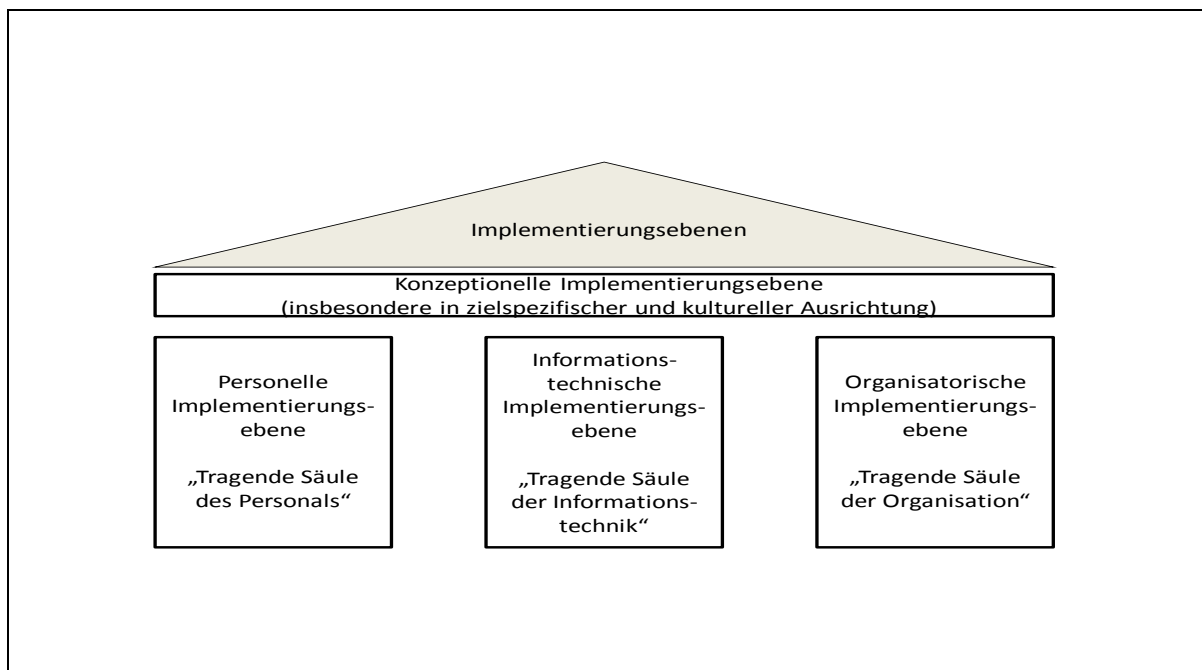 Implementierungsebenen
Konzeptionelle Implementierungsebene
(insbesondere in zielspezifischer und kultureller Ausrichtung)
Personelle
Implementierungs-
ebene
„Tragende Säule
des Personals“
Informations-
technische
Implementierungs-
ebene
„Tragende Säule
der Informations-
technik“
Organisatorische
Implementierungs-
ebene
„Tragende Säule
der Organisation“